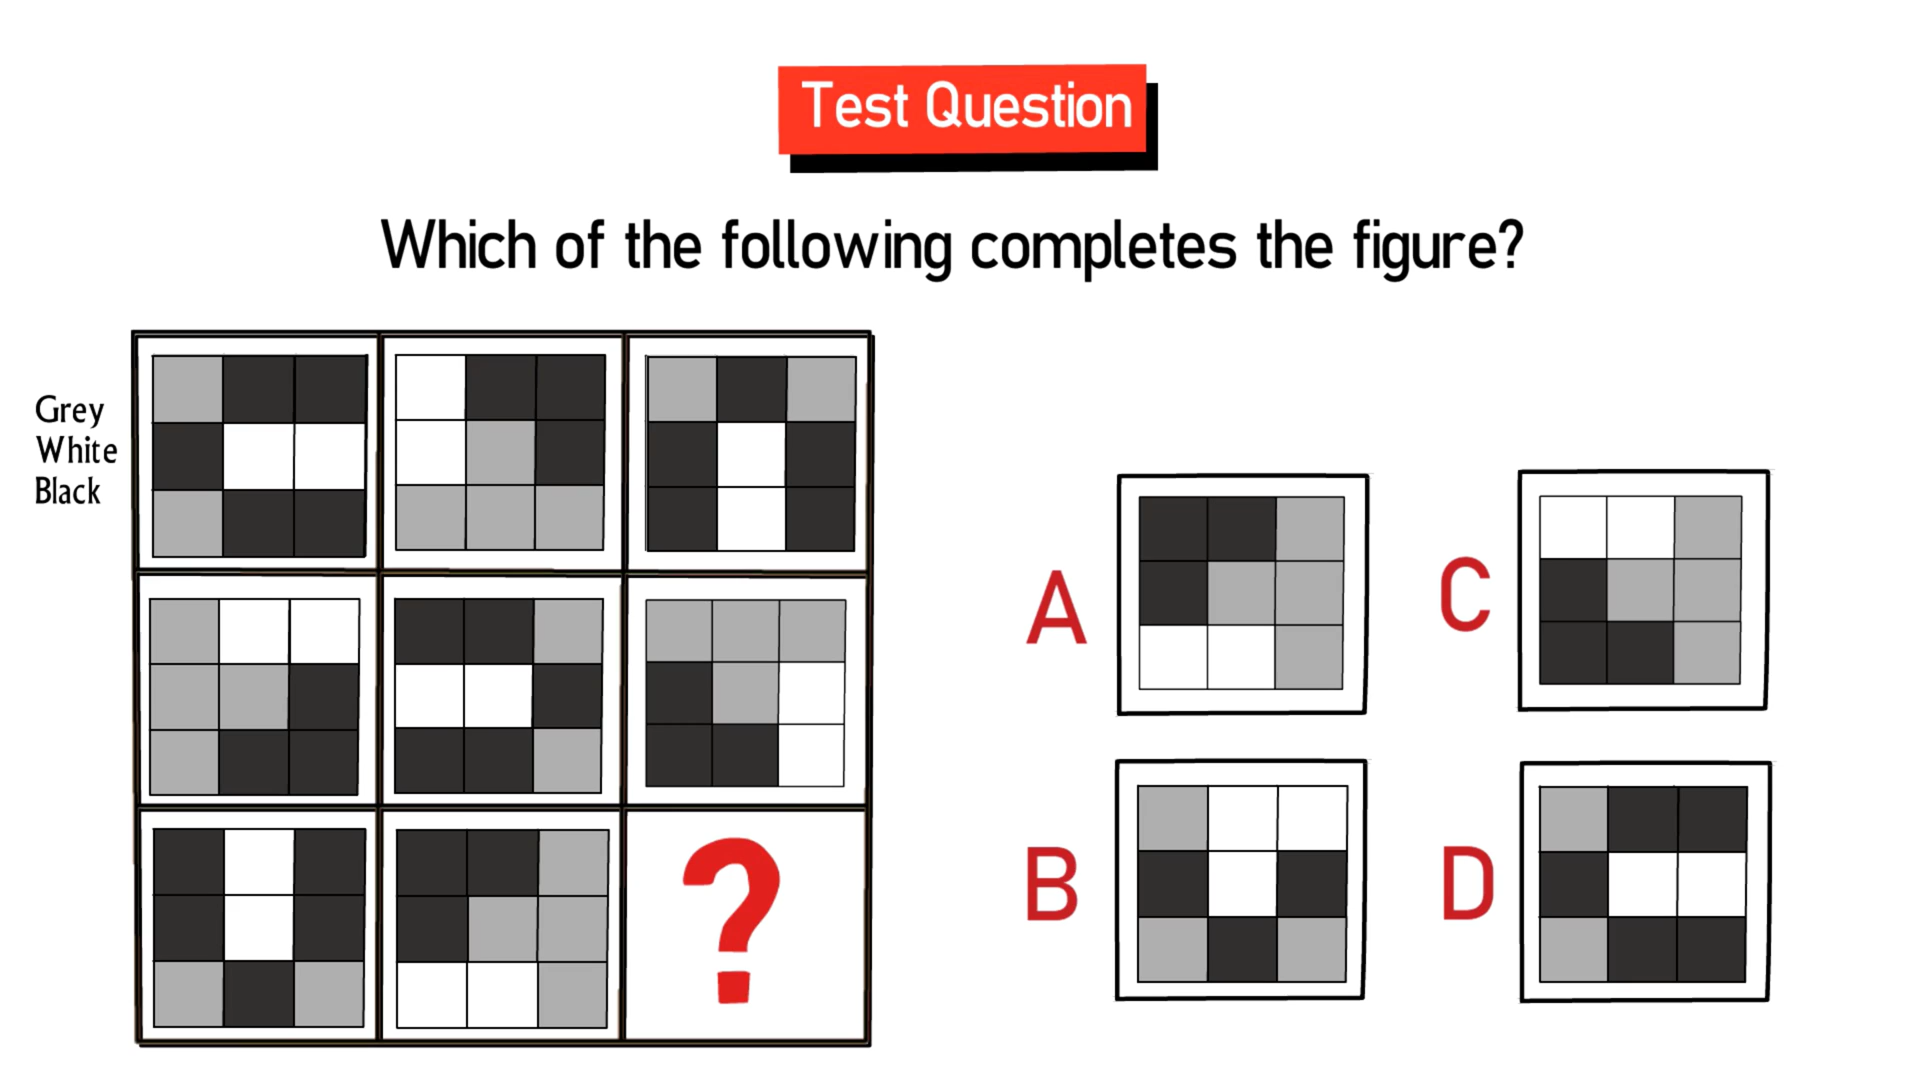 Test Question
Which of the following completes the figure?
Grey
White
Black
?
A
C
B
D